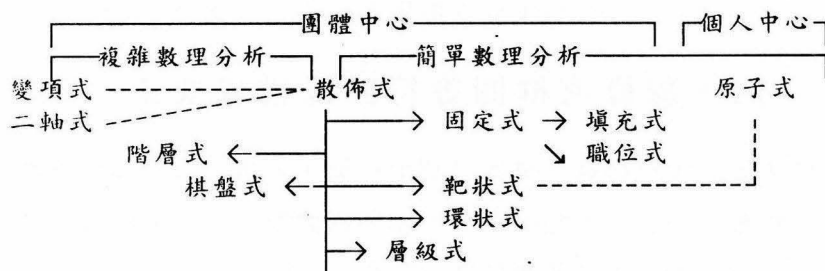 團體中心 個人中心
複雜數理分析 簡單數理分析
變項式 散佈式 原子式
二軸式
固定式 填充式
階層式 職位式
棋盤式 靶狀式
環狀式
層級式